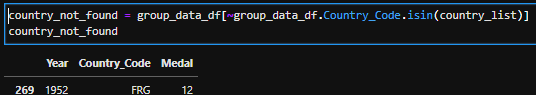 country_not_found = group_data_df[~group_data_df.Country_Code.isin(country_list)]
country_not_found
Year Country_Code Medal
269 1952 FRG 12